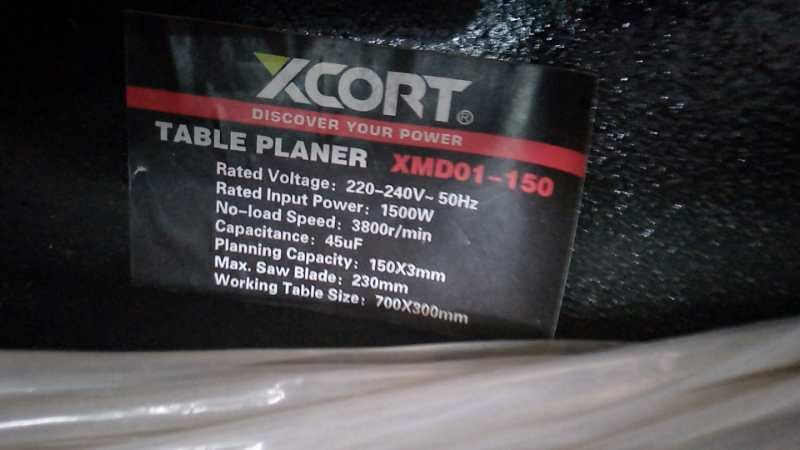 XCORT®
DISCOVER YOUR POWER
TABLE PLANER XMD01-150
Rated Voltage: 220-240V~50Hz
Rated Input Power: 1500W
No-load Speed: 3800r/min
Capacitance: 45uF
Planning Capacity: 150X3mm
Max. Saw Blade: 230mm
Working Table Size: 700X300mm